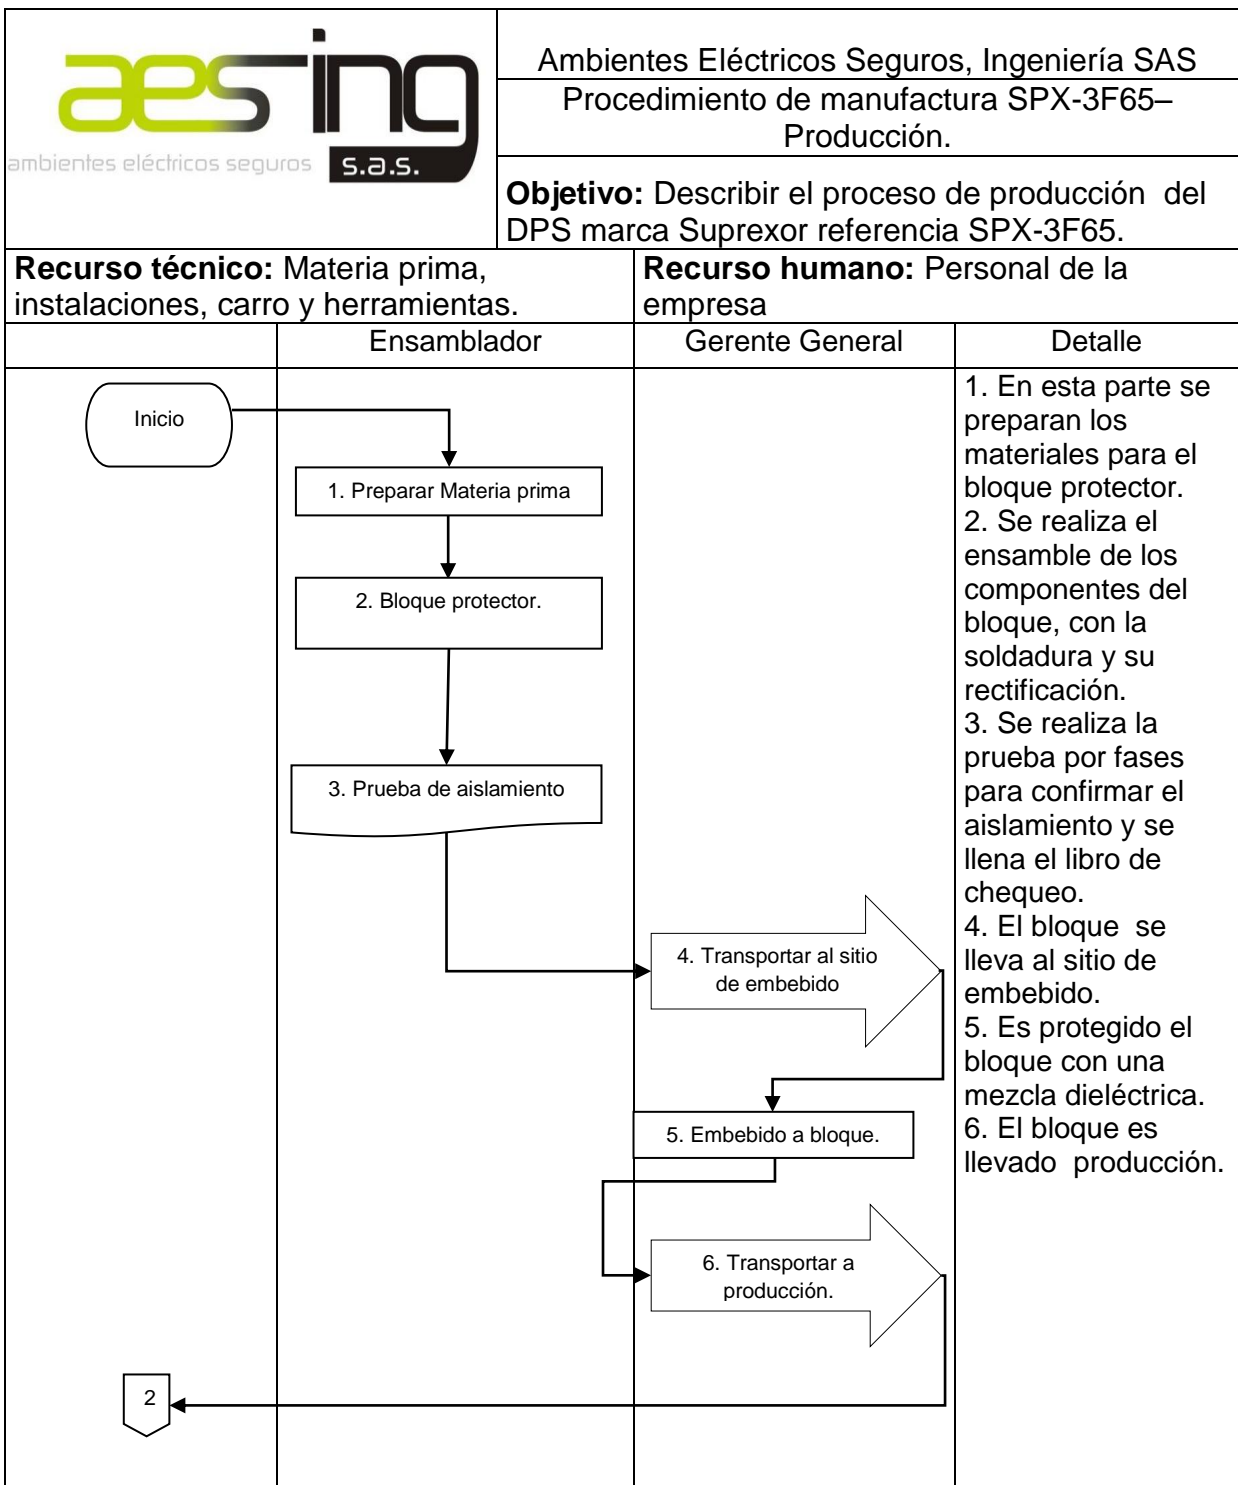 aesing
ambientes eléctricos seguros s.a.s.
Ambientes Eléctricos Seguros, Ingeniería SAS
Procedimiento de manufactura SPX-3F65–
Producción.
Objetivo: Describir el proceso de producción  del
DPS marca Suprexor referencia SPX-3F65.
Recurso técnico: Materia prima,
instalaciones, carro y herramientas.
Recurso humano: Personal de la
empresa
Ensamblador
Gerente General
Detalle
Inicio
1. Preparar Materia prima
2. Bloque protector.
3. Prueba de aislamiento
4. Transportar al sitio
de embebido
5. Embebido a bloque.
6. Transportar a
producción.
2
1. En esta parte se
preparan los
materiales para el
bloque protector.
2. Se realiza el
ensamble de los
componentes del
bloque, con la
soldadura y su
rectificación.
3. Se realiza la
prueba por fases
para confirmar el
aislamiento y se
llena el libro de
chequeo.
4. El bloque  se
lleva al sitio de
embebido.
5. Es protegido el
bloque con una
mezcla dieléctrica.
6. El bloque es
llevado  producción.